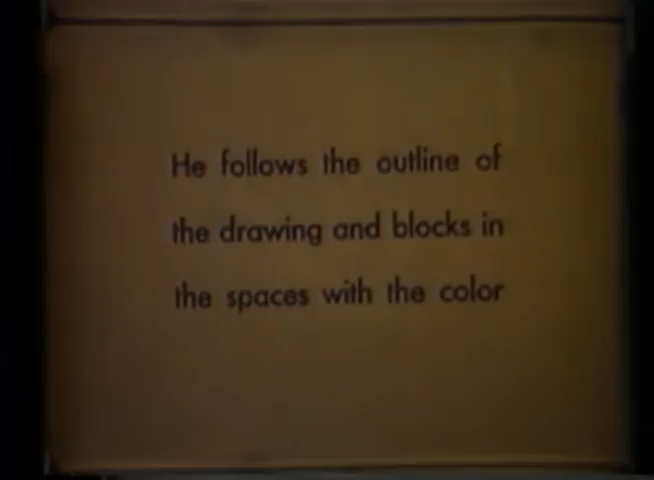 He follows the outline of
the drawing and blocks in
the spaces with the color